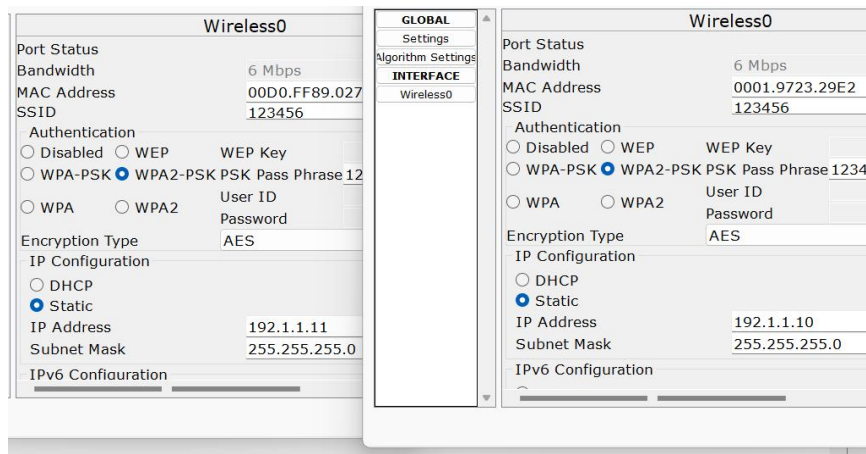 Wireless0
Port Status
Bandwidth 6 Mbps
MAC Address 00D0.FF89.027
SSID 123456
Authentication
Disabled WEP WEP Key
WPA-PSK WPA2-PSK PSK Pass Phrase 12
User ID
WPA WPA2
Password
Encryption Type AES
IP Configuration
DHCP
Static
IP Address 192.1.1.11
Subnet Mask 255.255.255.0
IPv6 Configuration
GLOBAL
Settings
Algorithm Settings
INTERFACE
Wireless0
Wireless0
Port Status
Bandwidth 6 Mbps
MAC Address 0001.9723.29E2
SSID 123456
Authentication
Disabled WEP WEP Key
WPA-PSK WPA2-PSK PSK Pass Phrase 1234
User ID
WPA WPA2
Password
Encryption Type AES
IP Configuration
DHCP
Static
IP Address 192.1.1.10
Subnet Mask 255.255.255.0
IPv6 Configuration